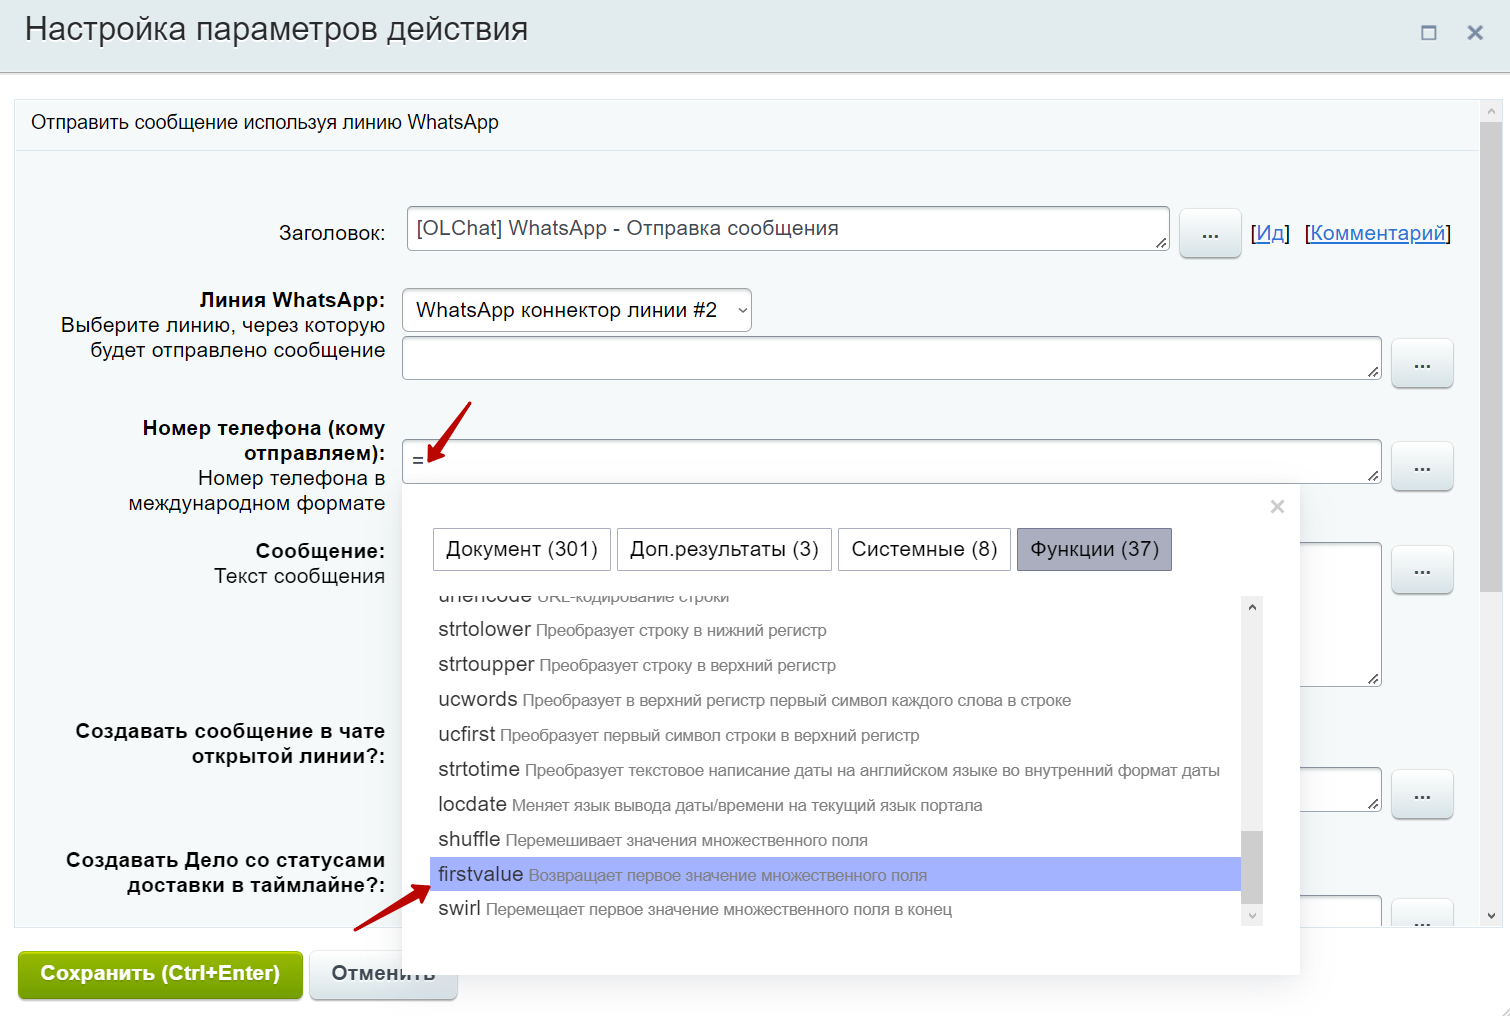 Настройка параметров действия
Отправить сообщение используя линию WhatsApp
Заголовок:
[OLChat] WhatsApp - Отправка сообщения
...
[Ид] [Комментарий]
Линия WhatsApp:
Выберите линию, через которую
будет отправлено сообщение
WhatsApp коннектор линии #2
...
Номер телефона (кому
отправляем):
Номер телефона в
международном формате
=
...
Документ (301)
Доп.результаты (3)
Системные (8)
Функции (37)
Сообщение:
Текст сообщения
...
urlencode URL-кодирование строки
strtolower Преобразует строку в нижний регистр
strtoupper Преобразует строку в верхний регистр
ucwords Преобразует в верхний регистр первый символ каждого слова в строке
ucfirst Преобразует первый символ строки в верхний регистр
strtotime Преобразует текстовое написание даты на английском языке во внутренний формат даты
locdate Меняет язык вывода даты/времени на текущий язык портала
shuffle Перемешивает значения множественного поля
firstvalue Возвращает первое значение множественного поля
swirl Перемещает первое значение множественного поля в конец
Создавать сообщение в чате
открытой линии?:
...
Создавать Дело со статусами
доставки в таймлайне?:
...
Сохранить (Ctrl+Enter)
Отменить